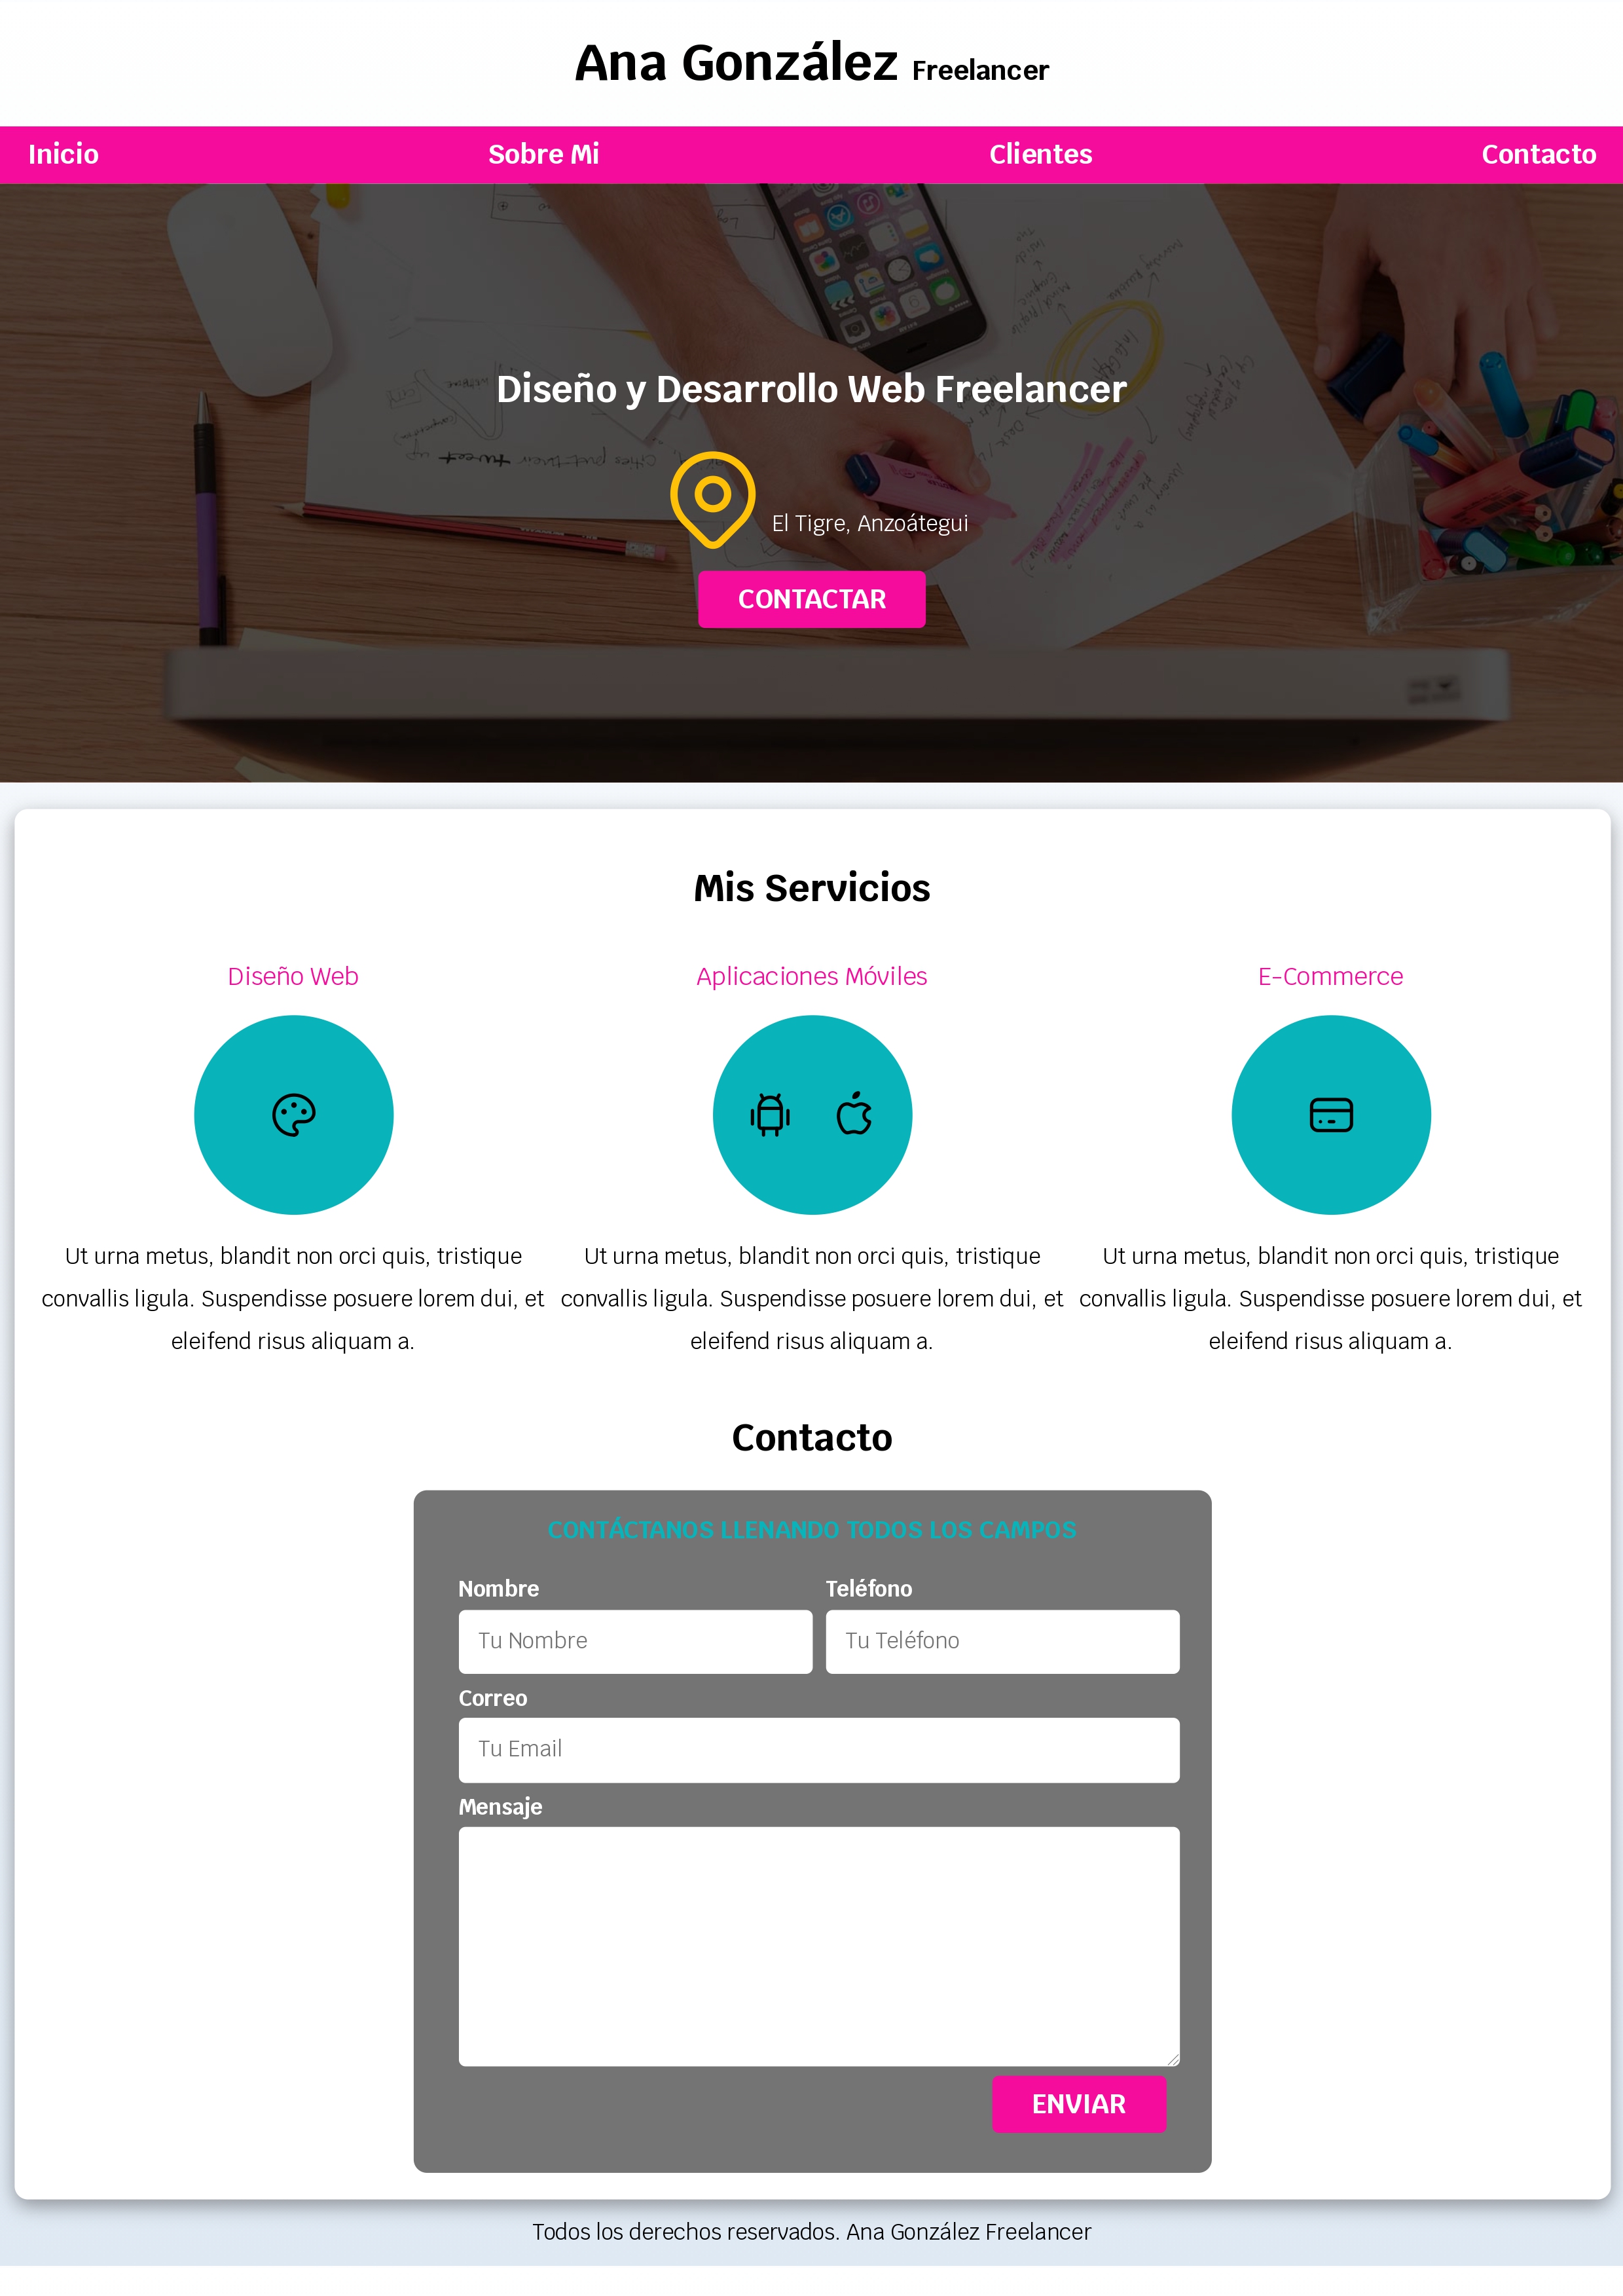 Ana González Freelancer
Inicio Sobre Mi Clientes Contacto
Diseño y Desarrollo Web Freelancer
El Tigre, Anzoátegui
CONTACTAR
Mis Servicios
Diseño Web
Ut urna metus, blandit non orci quis, tristique
convallis ligula. Suspendisse posuere lorem dui, et
eleifend risus aliquam a.
Aplicaciones Móviles
Ut urna metus, blandit non orci quis, tristique
convallis ligula. Suspendisse posuere lorem dui, et
eleifend risus aliquam a.
E-Commerce
Ut urna metus, blandit non orci quis, tristique
convallis ligula. Suspendisse posuere lorem dui, et
eleifend risus aliquam a.
Contacto
CONTÁCTANOS LLENANDO TODOS LOS CAMPOS
Nombre
Tu Nombre
Teléfono
Tu Teléfono
Correo
Tu Email
Mensaje
ENVIAR
Todos los derechos reservados. Ana González Freelancer